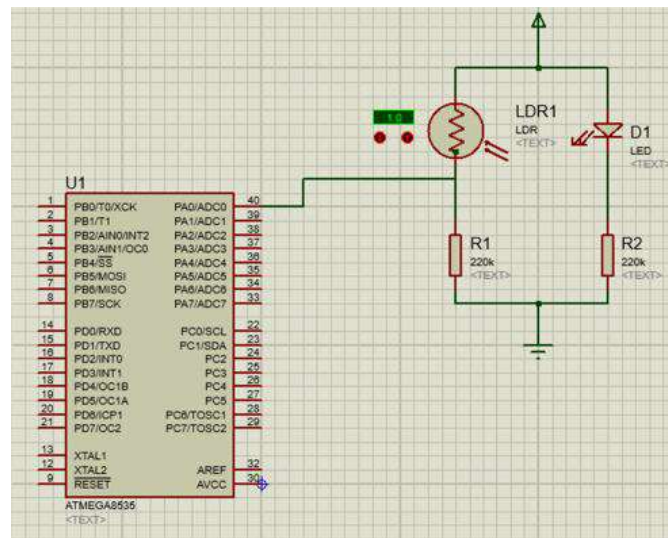 LDR1
LDR
<TEXT>
1.0
D1
LED
<TEXT>
U1
1 PB0/T0/XCK PA0/ADC0 40
2 PB1/T1 PA1/ADC1 39
3 PB2/AIN0/INT2 PA2/ADC2 38
4 PB3/AIN1/OC0 PA3/ADC3 37
5 PB4/SS PA4/ADC4 36
6 PB5/MOSI PA5/ADC5 35
7 PB6/MISO PA6/ADC6 34
8 PB7/SCK PA7/ADC7 33
14 PD0/RXD PC0/SCL 22
15 PD1/TXD PC1/SDA 23
16 PD2/INT0 PC2 24
17 PD3/INT1 PC3 25
18 PD4/OC1B PC4 26
19 PD5/OC1A PC5 27
20 PD6/ICP1 PC6/TOSC1 28
21 PD7/OC2 PC7/TOSC2 29
13 XTAL1
12 XTAL2 AREF 32
9 RESET AVCC 30
ATMEGA8535
<TEXT>
R1
220k
<TEXT>
R2
220k
<TEXT>